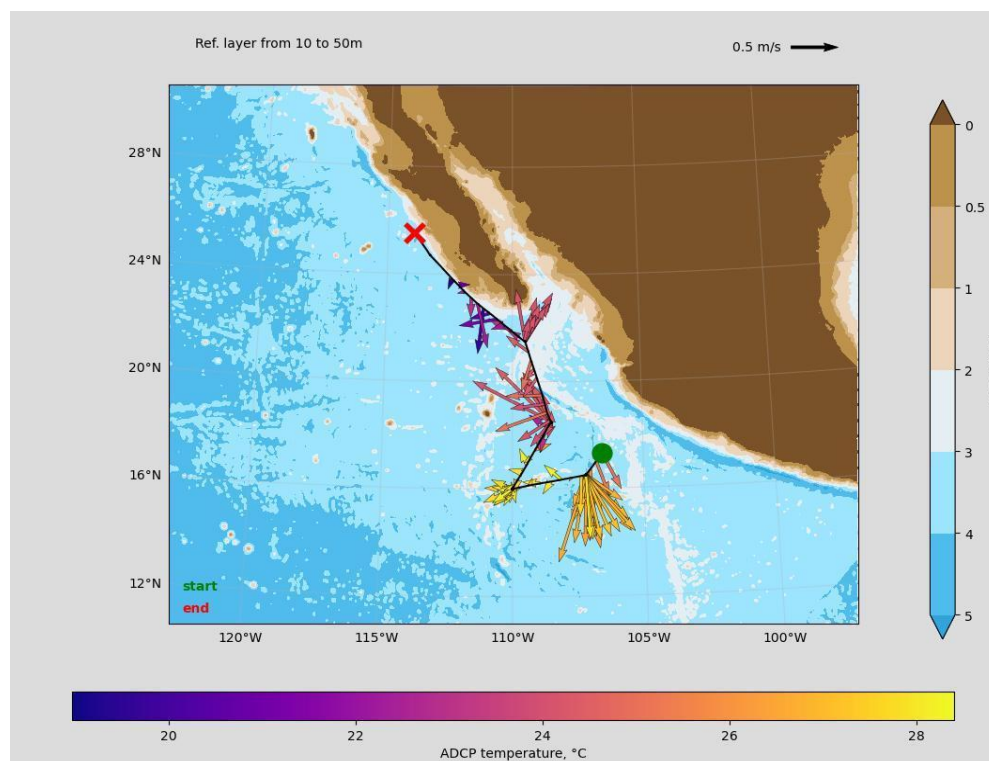 Ref. layer from 10 to 50m
0.5 m/s
28°N
24°N
20°N
16°N
12°N
start
end
120°W 115°W 110°W 105°W 100°W
0
0.5
1
2
3
4
5
20 22 24 26 28
ADCP temperature, °C